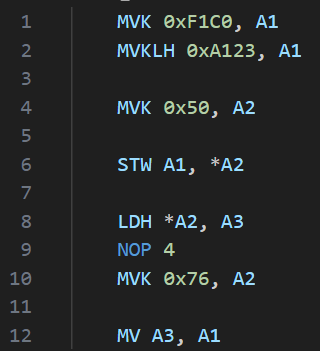 1 MVK 0xF1C0, A1
2 MVKLH 0xA123, A1
3
4 MVK 0x50, A2
5
6 STW A1, *A2
7
8 LDH *A2, A3
9 NOP 4
10 MVK 0x76, A2
11
12 MV A3, A1